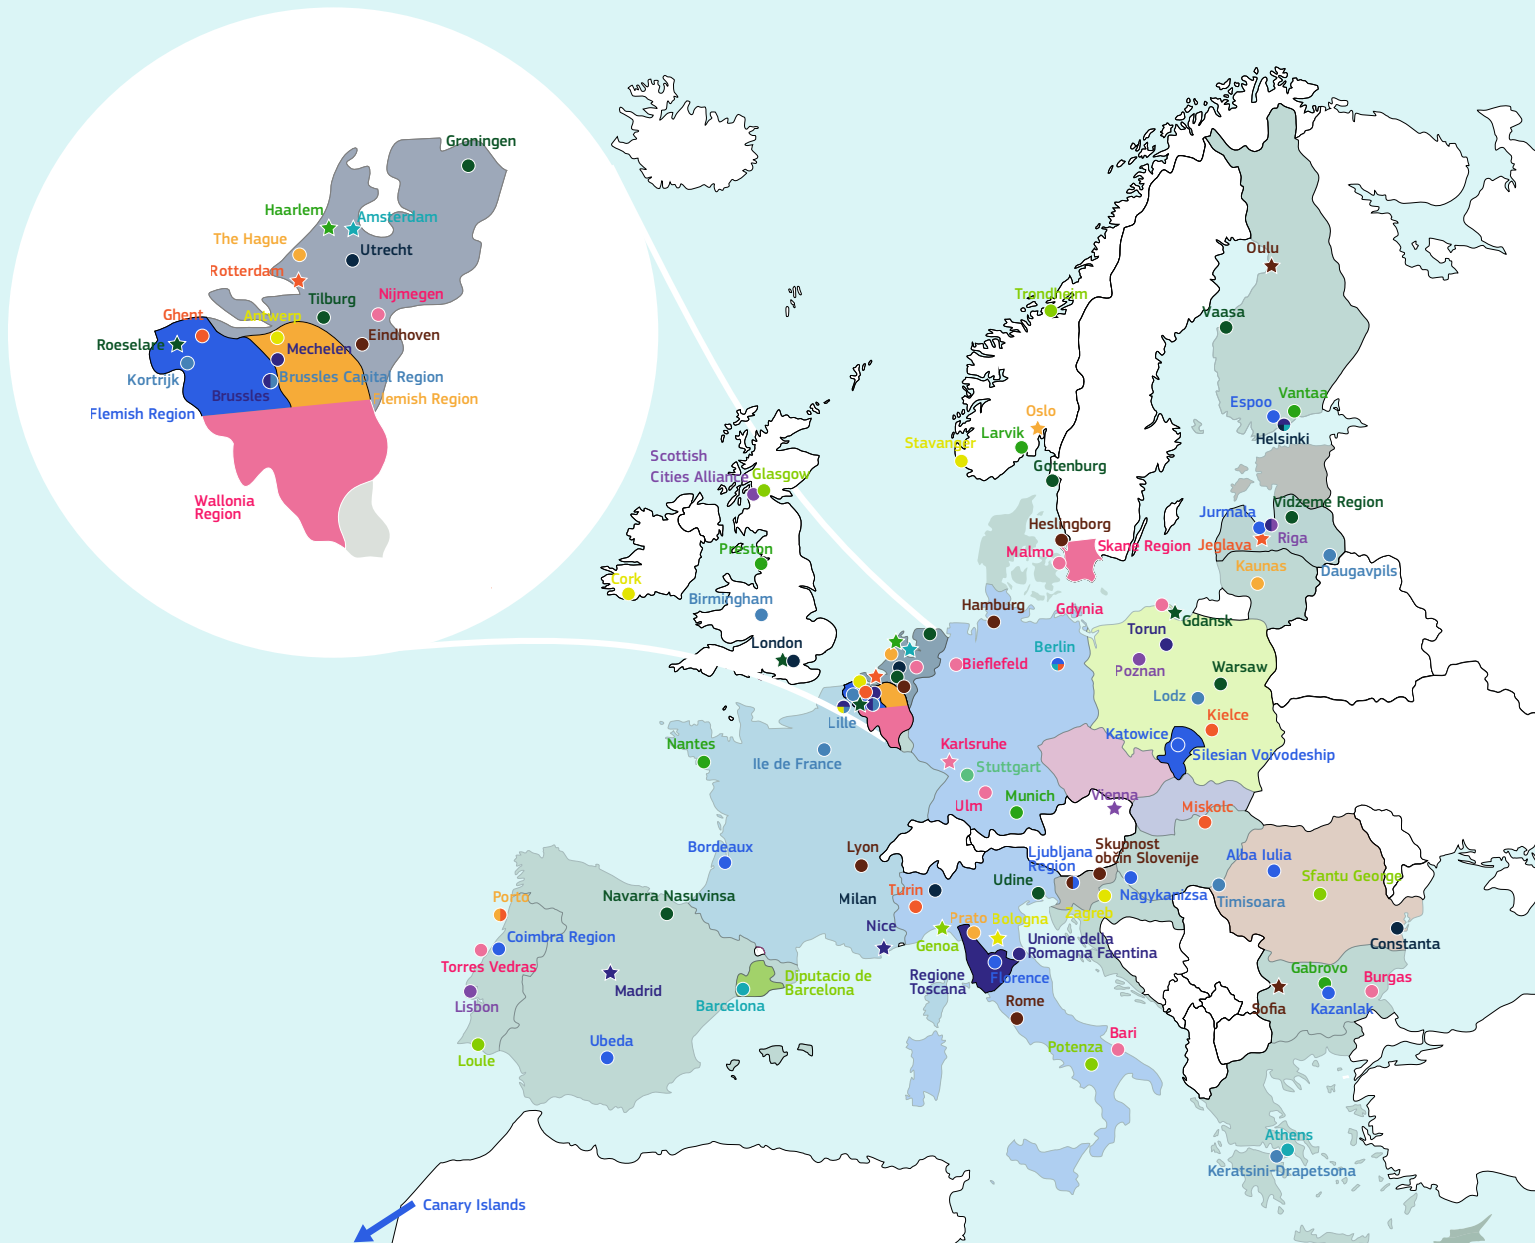 Groningen
Haarlem
Amsterdam
The Hague
Utrecht
Rotterdam
Tilburg
Nijmegen
Ghent
Antwerp
Eindhoven
Roeselare
Mechelen
Kortrijk
Brussles Capital Region
Brussles
Flemish Region
Flemish Region
Wallonia
Region
Oulu
Trondheim
Vaasa
Vantaa
Espoo
Helsinki
Oslo
Larvik
Stavanger
Gotenburg
Scottish
Cities Alliance
Glasgow
Vidzeme Region
Jurmala
Heslingborg
Riga
Jeglava
Skane Region
Malmo
Preston
Kaunas
Daugavpils
Cork
Birmingham
Hamburg
Gdynia
Gdansk
London
Torun
Berlin
Bieflefeld
Poznan
Warsaw
Lodz
Kielce
Lille
Katowice
Silesian Voivodeship
Nantes
Karlsruhe
Ile de France
Stuttgart
Ulm
Munich
Vienna
Miskolc
Bordeaux
Lyon
Ljubljana
Region
Skupnost
občin Slovenije
Alba Iulia
Sfantu George
Udine
Turin
Milan
Nagykanizsa
Timisoara
Porto
Navarra Nasuvinsa
Zagreb
Prato
Bologna
Nice
Genoa
Coimbra Region
Unione della
Romagna Faentina
Constanta
Torres Vedras
Regione
Toscana
Florence
Gabrovo
Burgas
Diputacio de
Barcelona
Madrid
Lisbon
Barcelona
Rome
Sofia
Kazanlak
Loule
Ubeda
Bari
Potenza
Athens
Keratsini-Drapetsona
Canary Islands